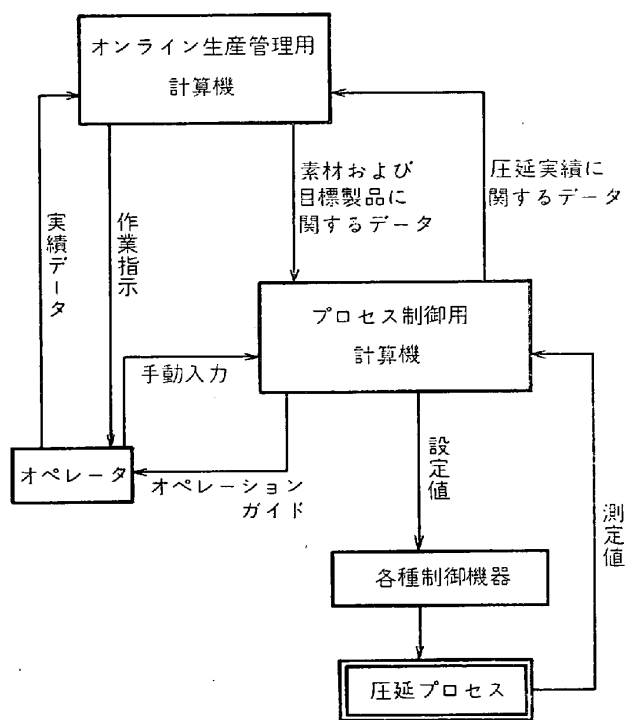 オンライン生産管理用
計算機
素材および
目標製品に
関するデータ
圧延実績に
関するデータ
実績データ
作業指示
プロセス制御用
計算機
手動入力
オペレータ
オペレーション
ガイド
設定値
測定値
各種制御機器
圧延プロセス